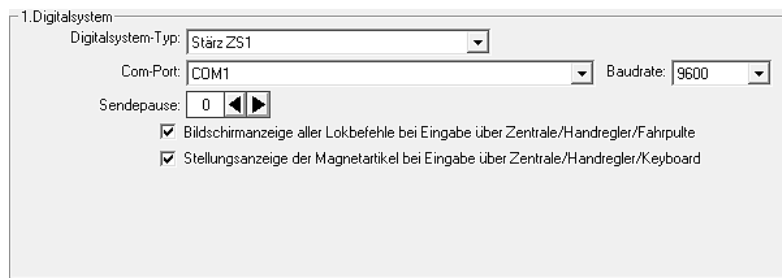 1.Digitalsystem
Digitalsystem-Typ: Stärz ZS1
Com-Port: COM1 Baudrate: 9600
Sendepause: 0
Bildschirmanzeige aller Lokbefehle bei Eingabe über Zentrale/Handregler/Fahrpulte
Stellungsanzeige der Magnetartikel bei Eingabe über Zentrale/Handregler/Keyboard